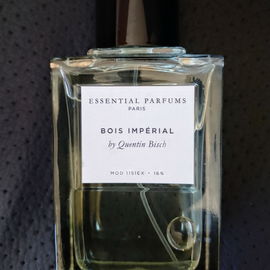 ESSENTIAL PARFUMS
PARIS
BOIS IMPÉRIAL
by Quentin Bisch